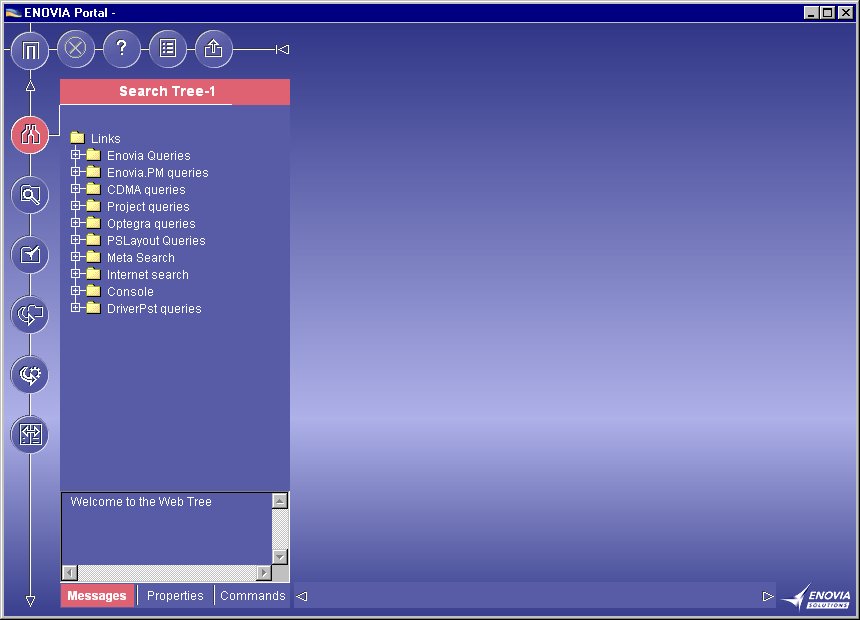 ENOVIA Portal -
?
Search Tree-1
Links
Enovia Queries
Enovia.PM queries
CDMA queries
Project queries
Optegra queries
PSLayout Queries
Meta Search
Internet search
Console
DriverPst queries
Welcome to the Web Tree
Messages Properties Commands
ENOVIA
SOLUTIONS